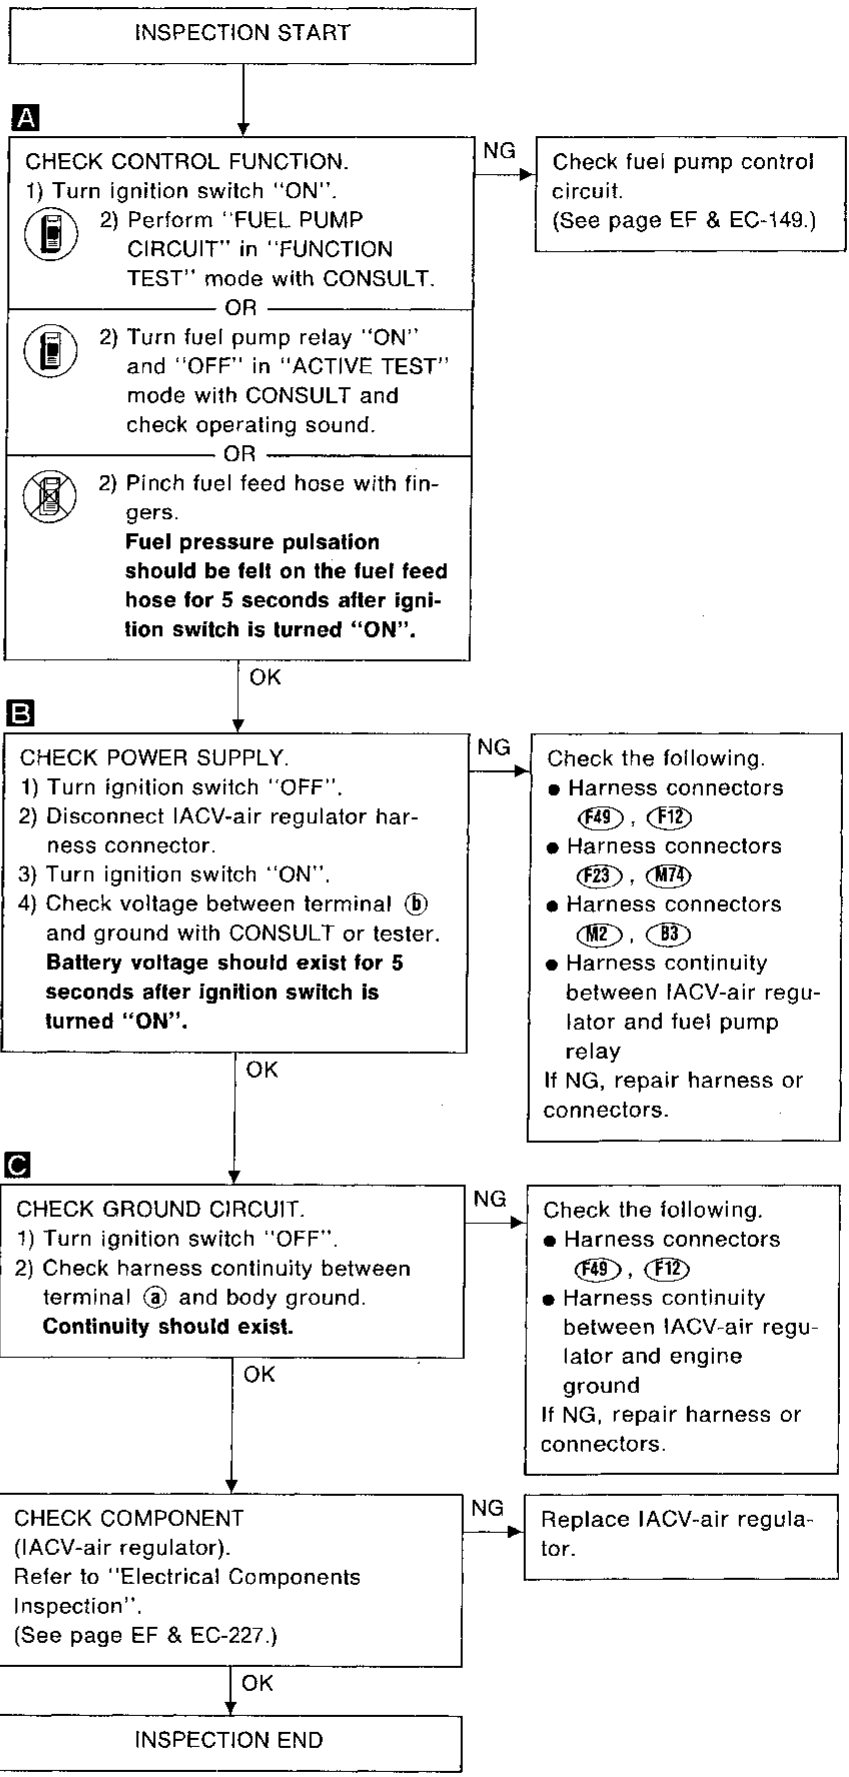 INSPECTION START
A
CHECK CONTROL FUNCTION.
1) Turn ignition switch "ON".
2) Perform "FUEL PUMP
CIRCUIT" in "FUNCTION
TEST" mode with CONSULT.
OR
2) Turn fuel pump relay "ON"
and "OFF" in "ACTIVE TEST"
mode with CONSULT and
check operating sound.
OR
2) Pinch fuel feed hose with fin-
gers.
Fuel pressure pulsation
should be felt on the fuel feed
hose for 5 seconds after igni-
tion switch is turned "ON".
NG
Check fuel pump control
circuit.
(See page EF & EC-149.)
OK
B
CHECK POWER SUPPLY.
1) Turn ignition switch "OFF".
2) Disconnect IACV-air regulator har-
ness connector.
3) Turn ignition switch "ON".
4) Check voltage between terminal ⓑ
and ground with CONSULT or tester.
Battery voltage should exist for 5
seconds after ignition switch is
turned "ON".
NG
Check the following.
● Harness connectors
F49 , F12
● Harness connectors
F23 , M74
● Harness connectors
M2 , B3
● Harness continuity
between IACV-air regu-
lator and fuel pump
relay
If NG, repair harness or
connectors.
OK
C
CHECK GROUND CIRCUIT.
1) Turn ignition switch "OFF".
2) Check harness continuity between
terminal ⓐ and body ground.
Continuity should exist.
NG
Check the following.
● Harness connectors
F49 , F12
● Harness continuity
between IACV-air regu-
lator and engine
ground
If NG, repair harness or
connectors.
OK
CHECK COMPONENT
(IACV-air regulator).
Refer to "Electrical Components
Inspection".
(See page EF & EC-227.)
NG
Replace IACV-air regula-
tor.
OK
INSPECTION END